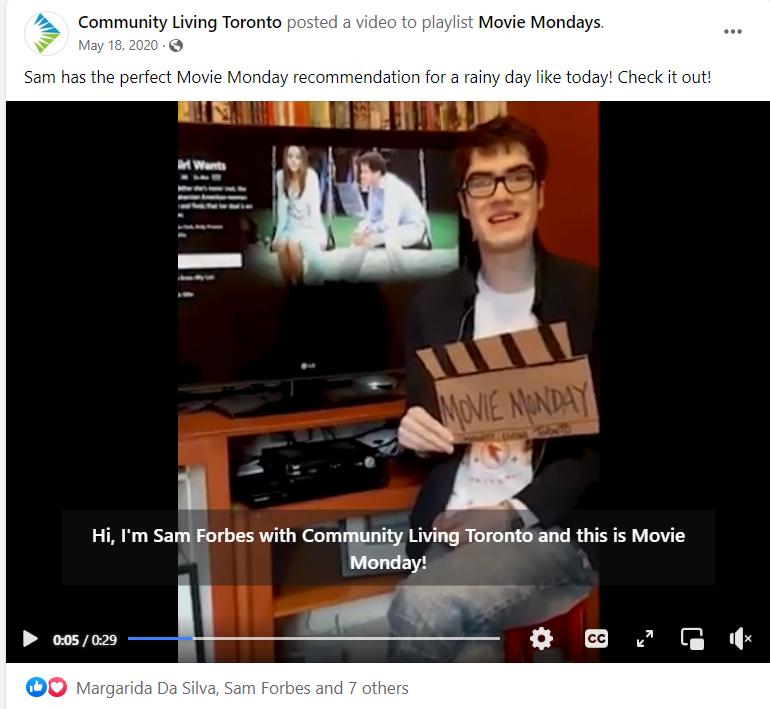 Community Living Toronto posted a video to playlist Movie Mondays.
May 18, 2020 ·
Sam has the perfect Movie Monday recommendation for a rainy day like today! Check it out!
Girl Wants
LG
MOVIE MONDAY
Hi, I'm Sam Forbes with Community Living Toronto and this is Movie
Monday!
0:05 / 0:29
CC
Margarida Da Silva, Sam Forbes and 7 others